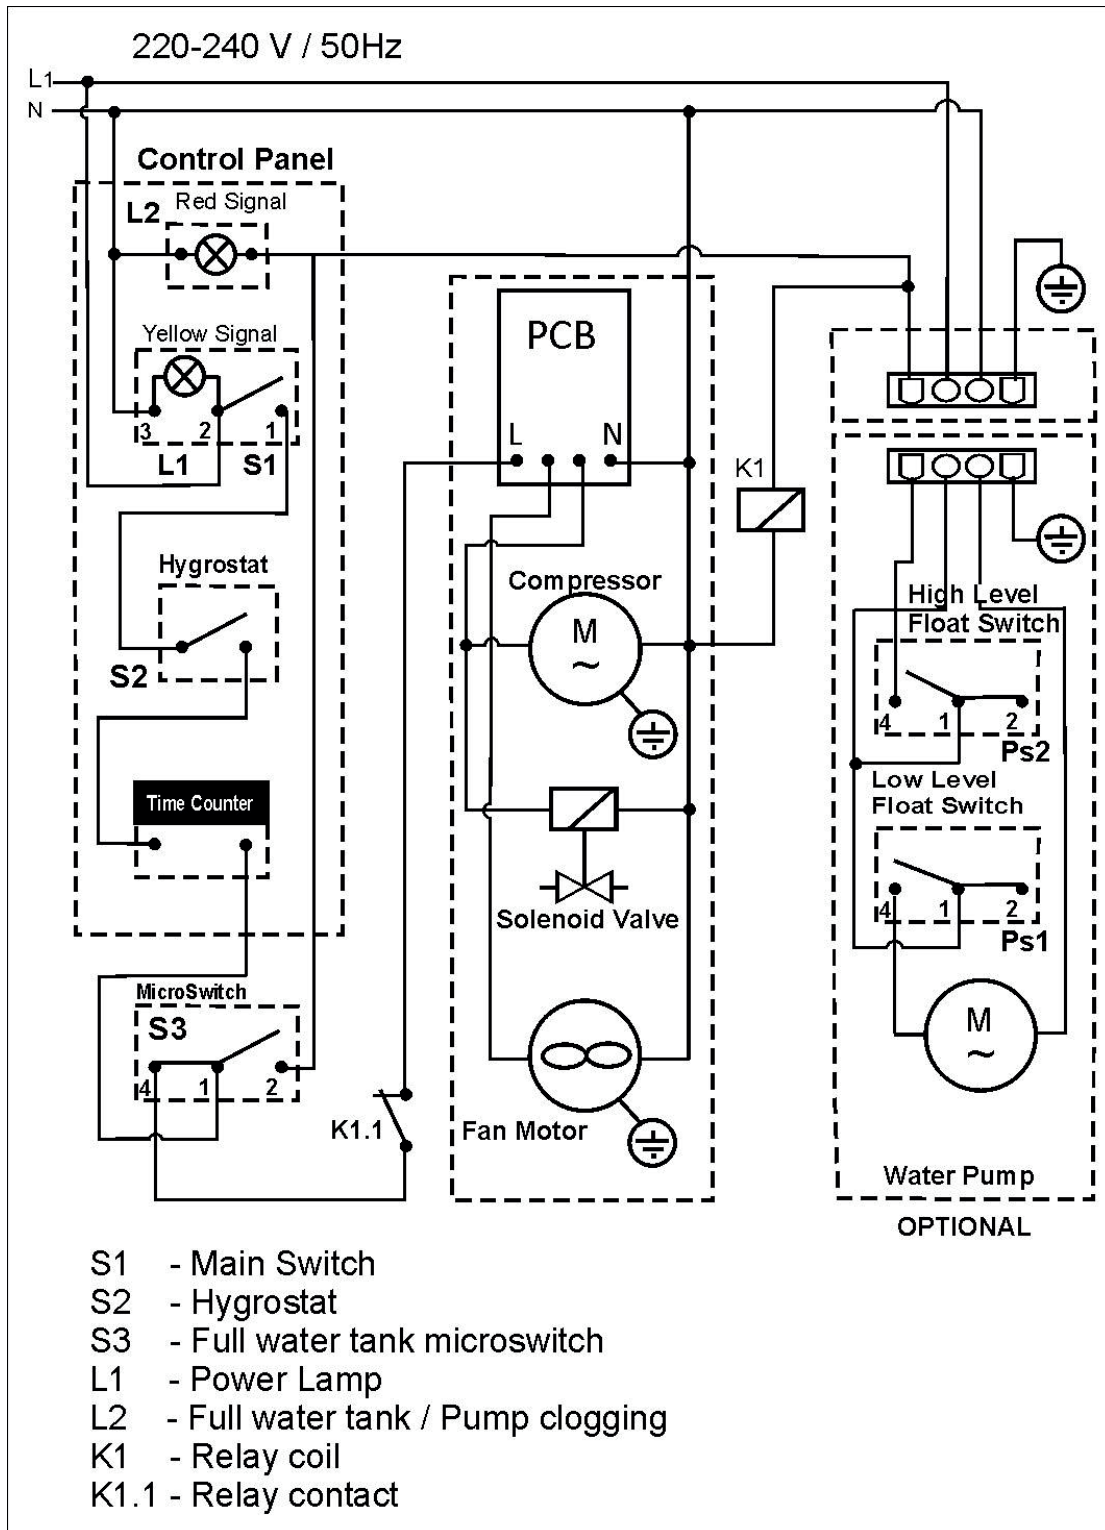 220-240 V / 50Hz
L1
N
Control Panel
L2
Red Signal
Yellow Signal
3
2
1
L1
S1
Hygrostat
S2
Time Counter
MicroSwitch
S3
4
1
2
K1.1
PCB
L
N
Compressor
M
~
Solenoid Valve
Fan Motor
K1
High Level
Float Switch
4
1
2
Ps2
Low Level
Float Switch
4
1
2
Ps1
M
~
Water Pump
OPTIONAL
S1 - Main Switch
S2 - Hygrostat
S3 - Full water tank microswitch
L1 - Power Lamp
L2 - Full water tank / Pump clogging
K1 - Relay coil
K1.1 - Relay contact